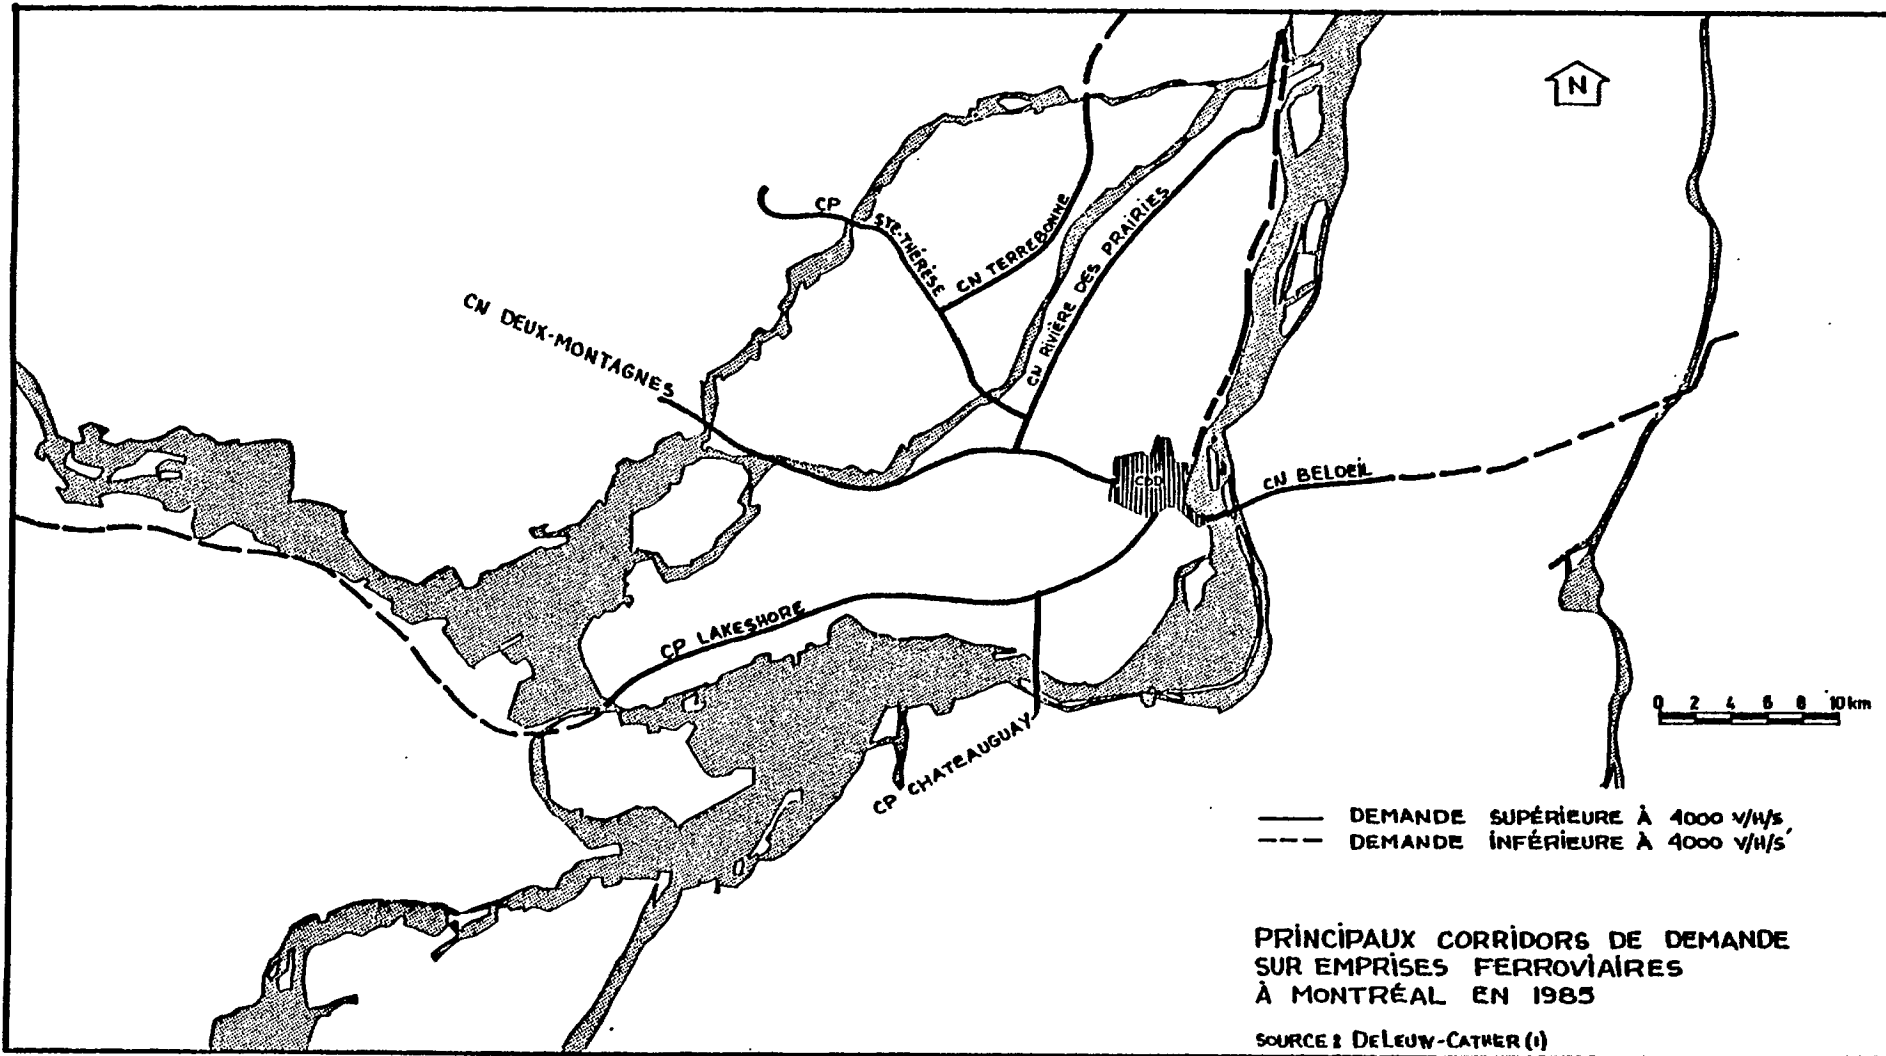 N
CP
STE-THÉRÈSE
CN TERREBONNE
CN RIVIÈRE DES PRAIRIES
CN DEUX-MONTAGNES
CBD
CN BELOEIL
CP LAKESHORE
CP CHATEAUGUAY
0 2 4 6 8 10 km
DEMANDE SUPÉRIEURE À 4000 V/H/S
DEMANDE INFÉRIEURE À 4000 V/H/S
PRINCIPAUX CORRIDORS DE DEMANDE
SUR EMPRISES FERROVIAIRES
À MONTRÉAL EN 1985
SOURCE : DELEUW-CATHER (1)